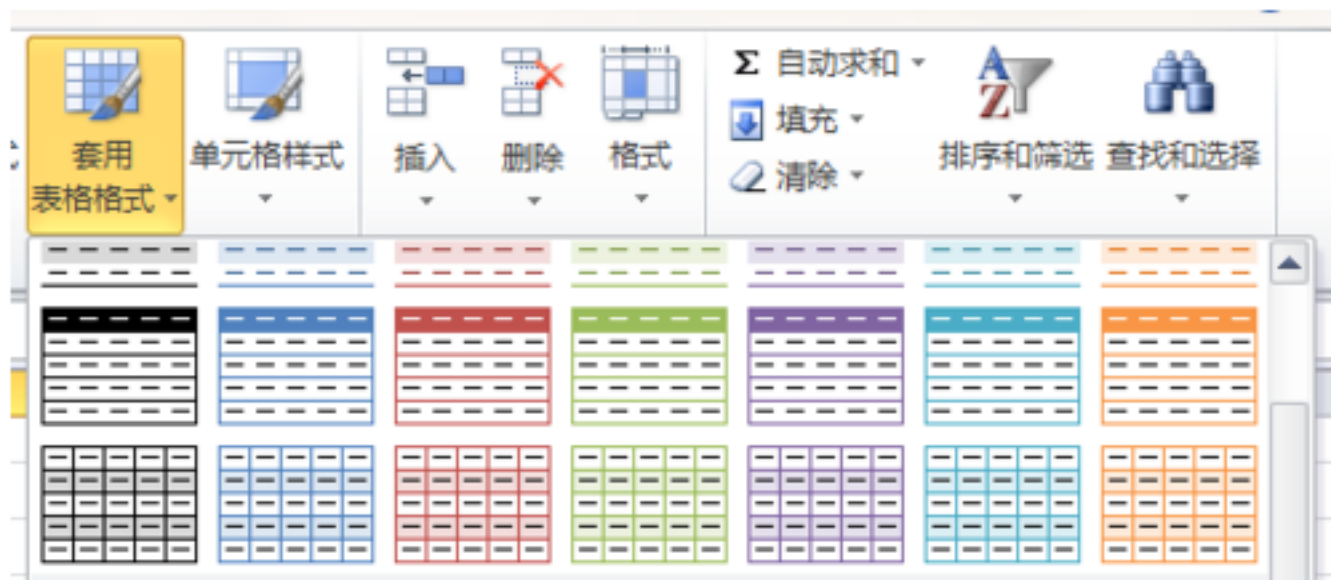 套用
表格格式
单元格样式
插入
删除
格式
Σ 自动求和
填充
清除
排序和筛选
查找和选择